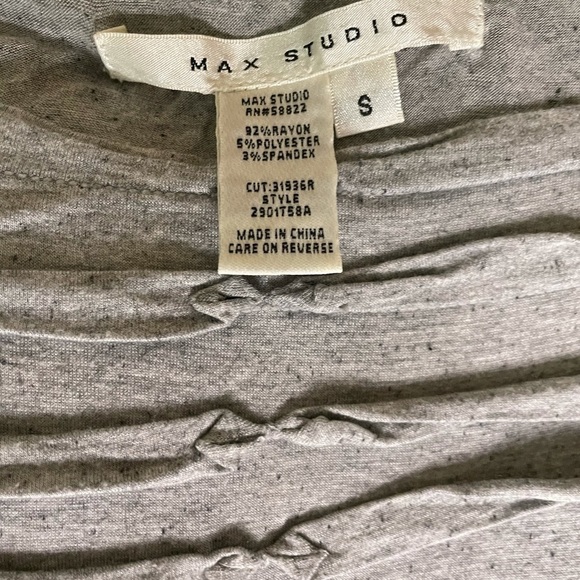 MAX STUDIO
S
MAX STUDIO
RN#58822
92%RAYON
5%POLYESTER
3%SPANDEX
CUT:31936R
STYLE
2901T58A
MADE IN CHINA
CARE ON REVERSE